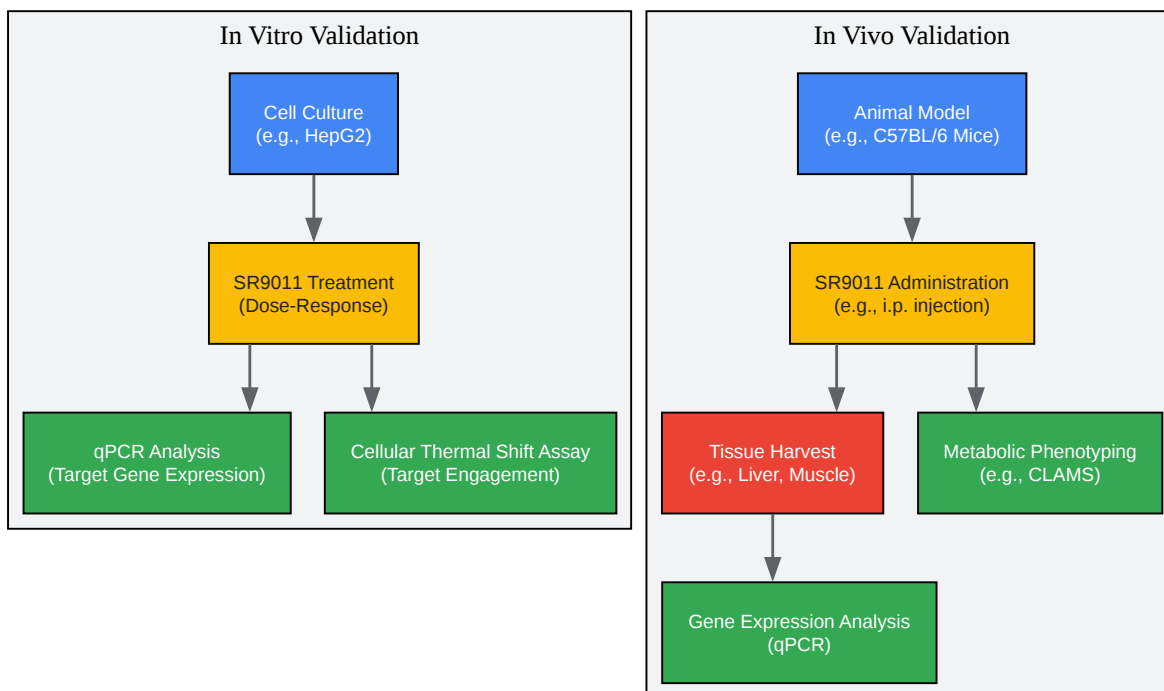 In Vitro Validation
Cell Culture
(e.g., HepG2)
SR9011 Treatment
(Dose-Response)
qPCR Analysis
(Target Gene Expression)
Cellular Thermal Shift Assay
(Target Engagement)
In Vivo Validation
Animal Model
(e.g., C57BL/6 Mice)
SR9011 Administration
(e.g., i.p. injection)
Tissue Harvest
(e.g., Liver, Muscle)
Metabolic Phenotyping
(e.g., CLAMS)
Gene Expression Analysis
(qPCR)